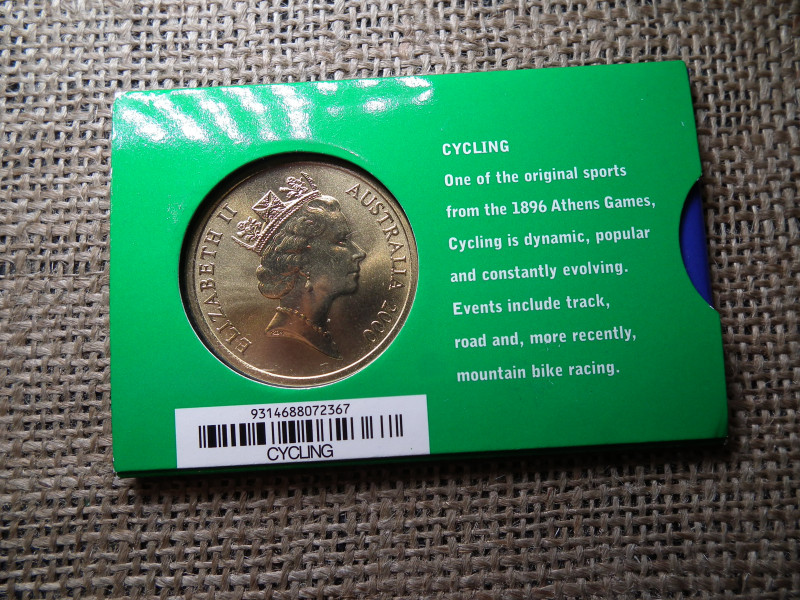 ELIZABETH II AUSTRALIA 2000
CYCLING
One of the original sports
from the 1896 Athens Games,
Cycling is dynamic, popular
and constantly evolving.
Events include track,
road and, more recently,
mountain bike racing.
9314688072367
CYCLING